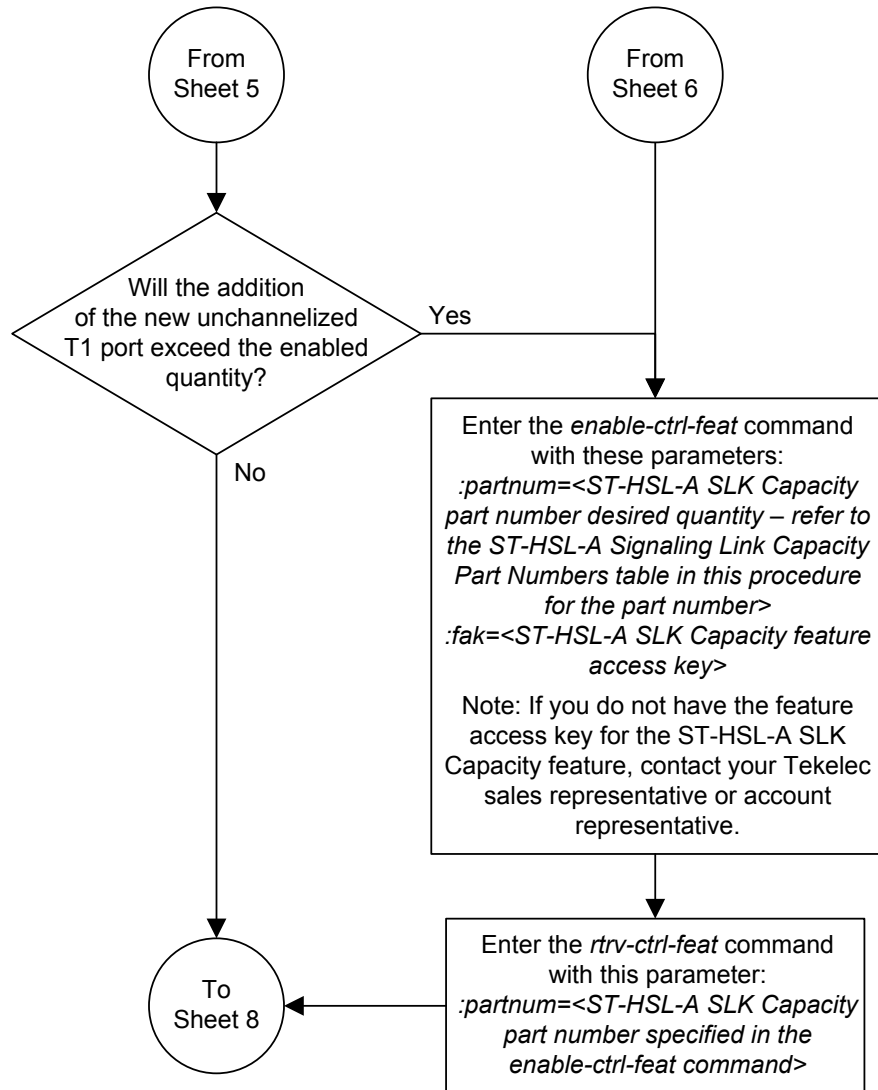 From
Sheet 5
From
Sheet 6
Will the addition
of the new unchannelized
T1 port exceed the enabled
quantity?
Yes
No
Enter the enable-ctrl-feat command
with these parameters:
:partnum=<ST-HSL-A SLK Capacity
part number desired quantity – refer to
the ST-HSL-A Signaling Link Capacity
Part Numbers table in this procedure
for the part number>
:fak=<ST-HSL-A SLK Capacity feature
access key>
Note: If you do not have the feature
access key for the ST-HSL-A SLK
Capacity feature, contact your Tekelec
sales representative or account
representative.
To
Sheet 8
Enter the rtrv-ctrl-feat command
with this parameter:
:partnum=<ST-HSL-A SLK Capacity
part number specified in the
enable-ctrl-feat command>